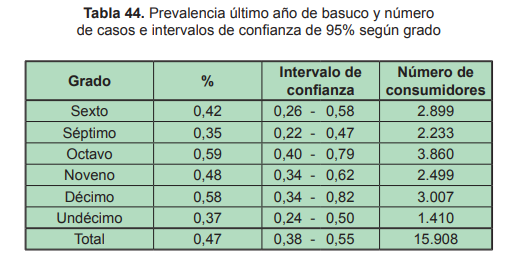 Tabla 44. Prevalencia último año de basuco y número
de casos e intervalos de confianza de 95% según grado
Grado % Intervalo de confianza Número de consumidores
Sexto 0,42 0,26 - 0,58 2.899
Séptimo 0,35 0,22 - 0,47 2.233
Octavo 0,59 0,40 - 0,79 3.860
Noveno 0,48 0,34 - 0,62 2.499
Décimo 0,58 0,34 - 0,82 3.007
Undécimo 0,37 0,24 - 0,50 1.410
Total 0,47 0,38 - 0,55 15.908